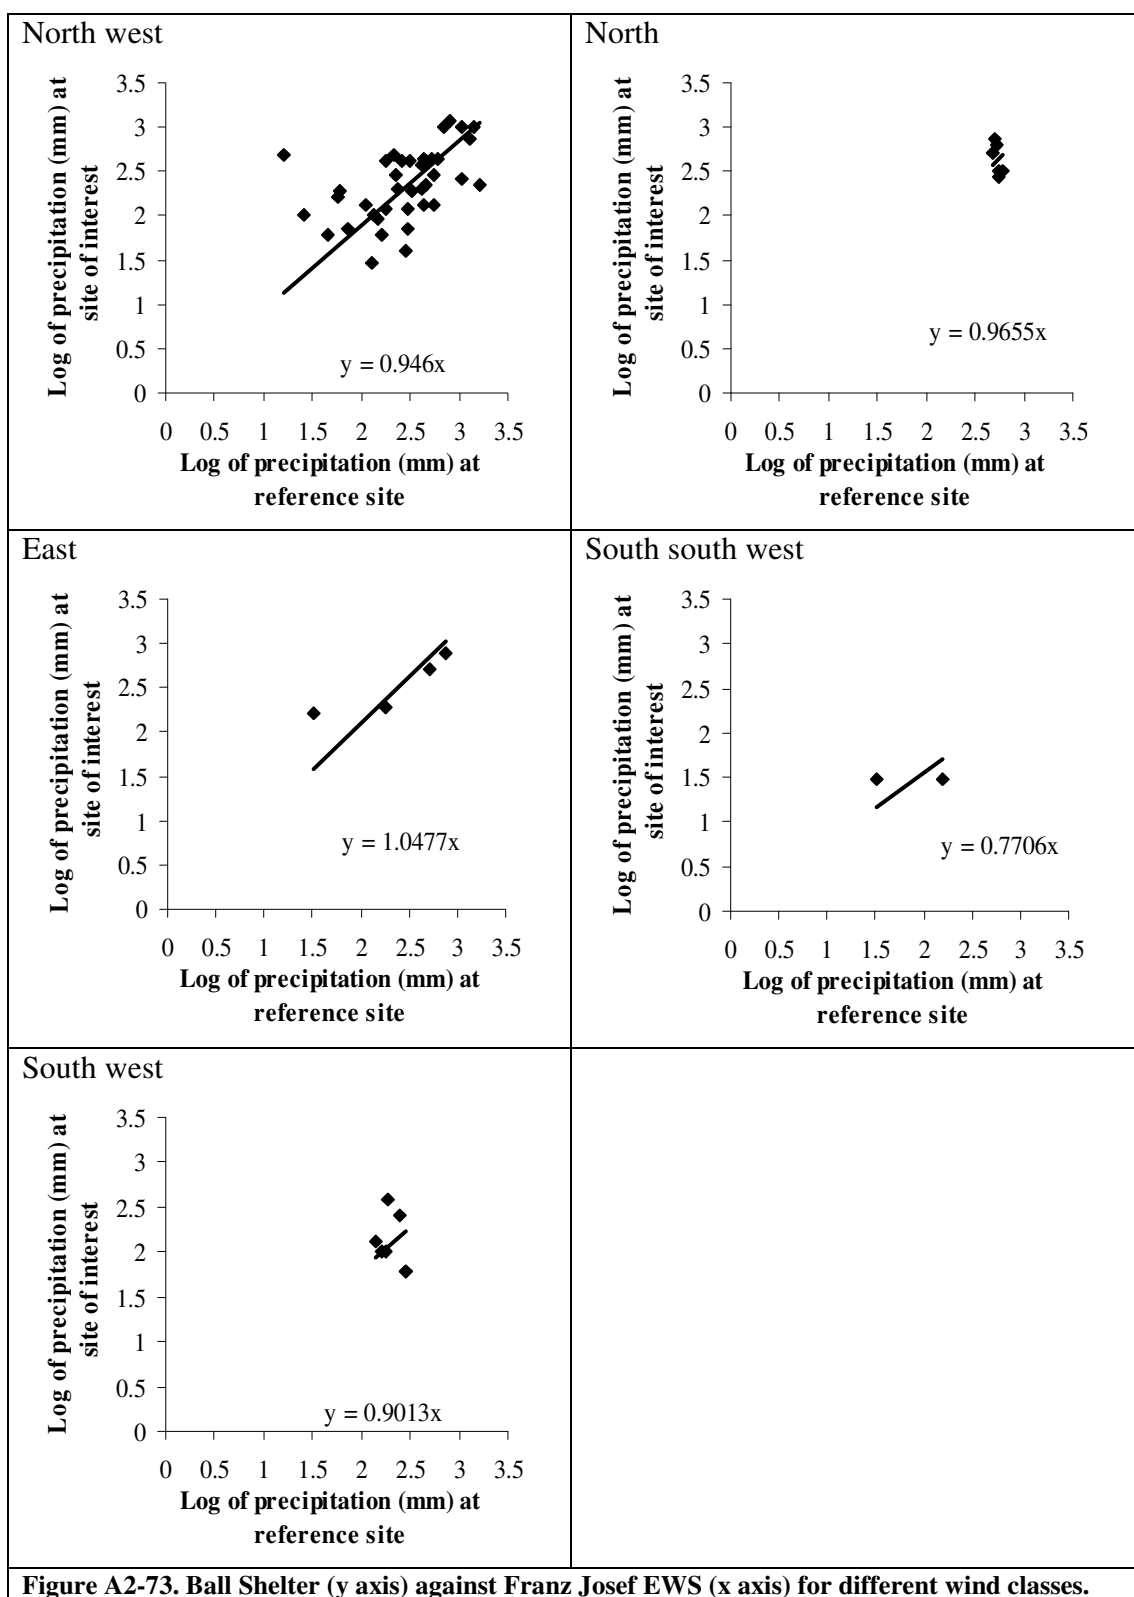 North west
Log of precipitation (mm) at
site of interest
3.5
3
2.5
2
1.5
1
0.5
0
y = 0.946x
0 0.5 1 1.5 2 2.5 3 3.5
Log of precipitation (mm) at
reference site
North
Log of precipitation (mm) at
site of interest
3.5
3
2.5
2
1.5
1
0.5
0
y = 0.9655x
0 0.5 1 1.5 2 2.5 3 3.5
Log of precipitation (mm) at
reference site
East
Log of precipitation (mm) at
site of interest
3.5
3
2.5
2
1.5
1
0.5
0
y = 1.0477x
0 0.5 1 1.5 2 2.5 3 3.5
Log of precipitation (mm) at
reference site
South south west
Log of precipitation (mm) at
site of interest
3.5
3
2.5
2
1.5
1
0.5
0
y = 0.7706x
0 0.5 1 1.5 2 2.5 3 3.5
Log of precipitation (mm) at
reference site
South west
Log of precipitation (mm) at
site of interest
3.5
3
2.5
2
1.5
1
0.5
0
y = 0.9013x
0 0.5 1 1.5 2 2.5 3 3.5
Log of precipitation (mm) at
reference site
Figure A2-73. Ball Shelter (y axis) against Franz Josef EWS (x axis) for different wind classes.